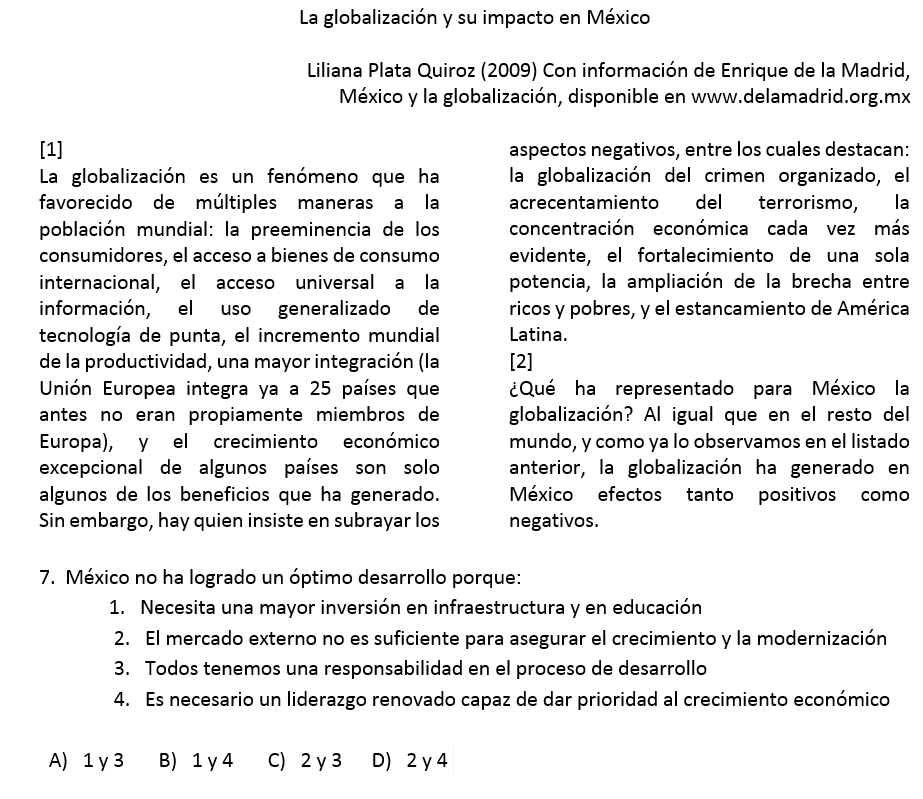 La globalización y su impacto en México
Liliana Plata Quiroz (2009) Con información de Enrique de la Madrid,
México y la globalización, disponible en www.delamadrid.org.mx
[1]
La globalización es un fenómeno que ha
favorecido de múltiples maneras a la
población mundial: la preeminencia de los
consumidores, el acceso a bienes de consumo
internacional, el acceso universal a la
información, el uso generalizado de
tecnología de punta, el incremento mundial
de la productividad, una mayor integración (la
Unión Europea integra ya a 25 países que
antes no eran propiamente miembros de
Europa), y el crecimiento económico
excepcional de algunos países son solo
algunos de los beneficios que ha generado.
Sin embargo, hay quien insiste en subrayar los
aspectos negativos, entre los cuales destacan:
la globalización del crimen organizado, el
acrecentamiento del terrorismo, la
concentración económica cada vez más
evidente, el fortalecimiento de una sola
potencia, la ampliación de la brecha entre
ricos y pobres, y el estancamiento de América
Latina.
[2]
¿Qué ha representado para México la
globalización? Al igual que en el resto del
mundo, y como ya lo observamos en el listado
anterior, la globalización ha generado en
México efectos tanto positivos como
negativos.
7. México no ha logrado un óptimo desarrollo porque:
1. Necesita una mayor inversión en infraestructura y en educación
2. El mercado externo no es suficiente para asegurar el crecimiento y la modernización
3. Todos tenemos una responsabilidad en el proceso de desarrollo
4. Es necesario un liderazgo renovado capaz de dar prioridad al crecimiento económico
A) 1 y 3 B) 1 y 4 C) 2 y 3 D) 2 y 4